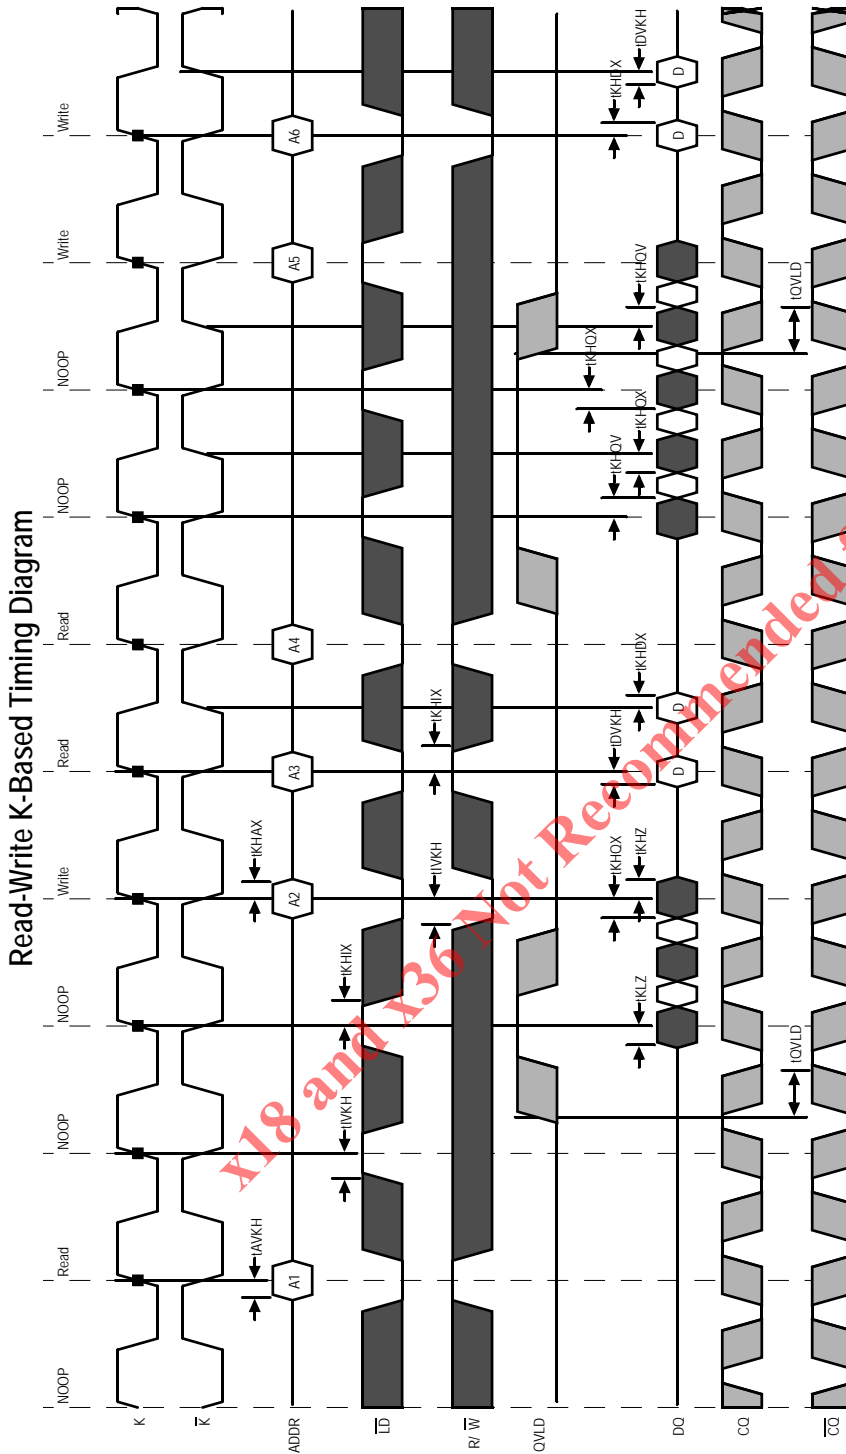 Read-Write K-Based Timing Diagram
NOOP
Read
NOOP
NOOP
Write
Read
Read
NOOP
NOOP
Write
Write
K
K
ADDR
A1
A2
A3
A4
A5
A6
tAVKH
tKHAX
LD
tIVKH
tKHIX
R/ W
tIVKH
tKHIX
QVLD
DQ
tKLZ
tKHQX
tKHZ
tDVKH
D
D
tKHDX
tKHQV
tKHQX
tKHQX
tKHQV
tKHDX
D
D
tDVKH
CQ
tQVLD
tQVLD
CQ
x18 and x36 Not Recommended